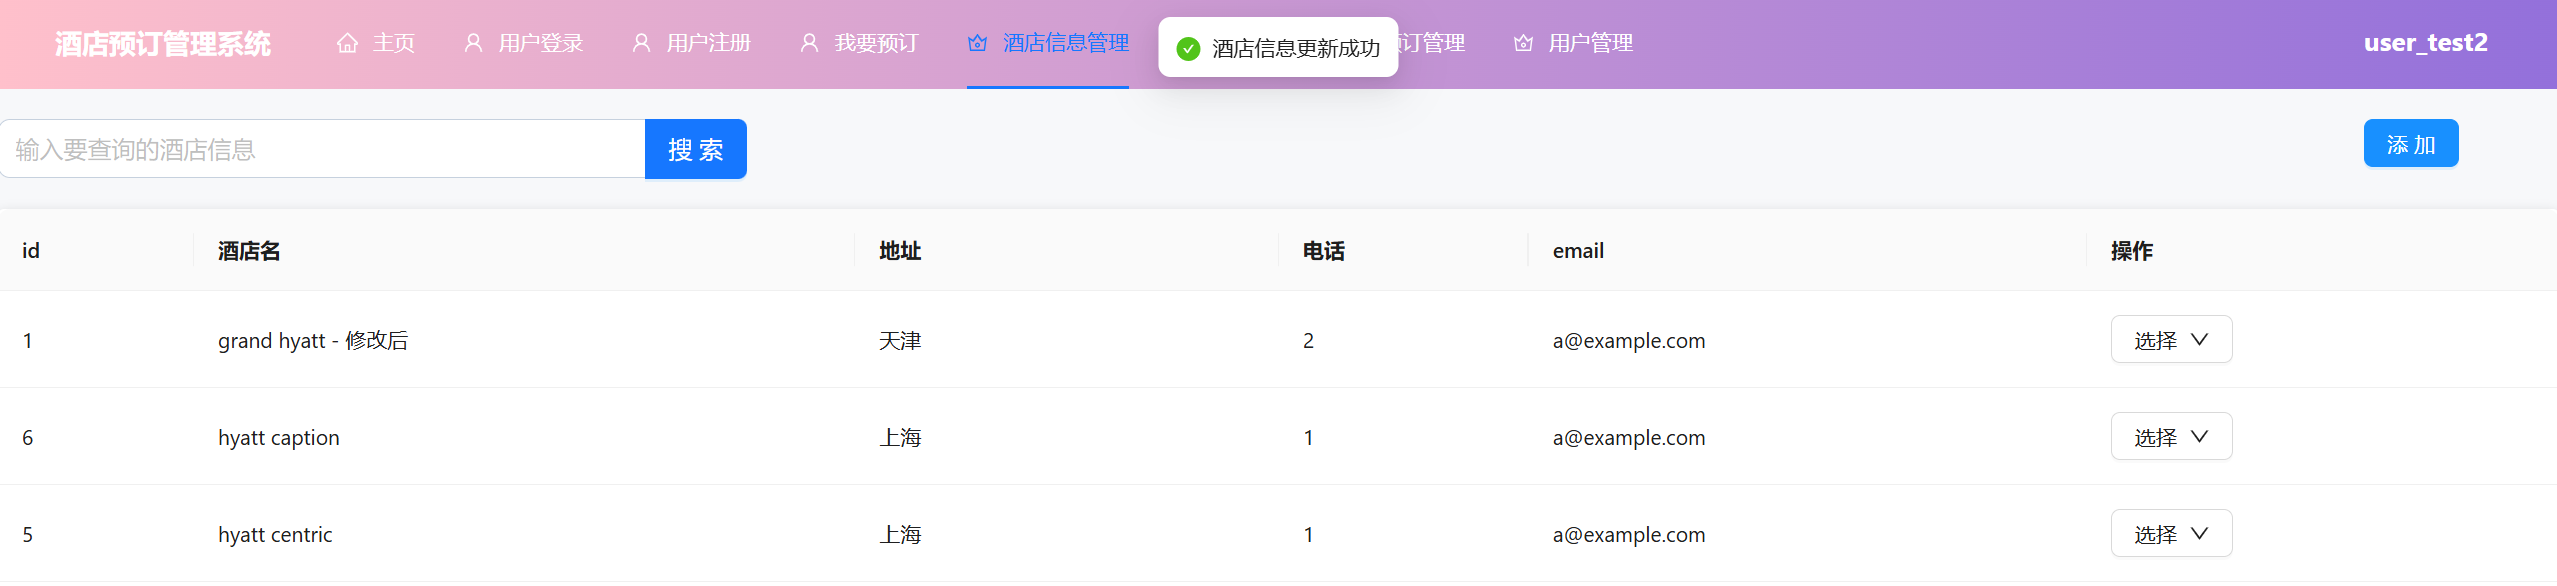 酒店预订管理系统 主页 用户登录 用户注册 我要预订 酒店信息管理 酒店信息更新成功 订管理 用户管理 user_test2
输入要查询的酒店信息 搜 索 添 加
id 酒店名 地址 电话 email 操作
1 grand hyatt - 修改后 天津 2 a@example.com 选择
6 hyatt caption 上海 1 a@example.com 选择
5 hyatt centric 上海 1 a@example.com 选择